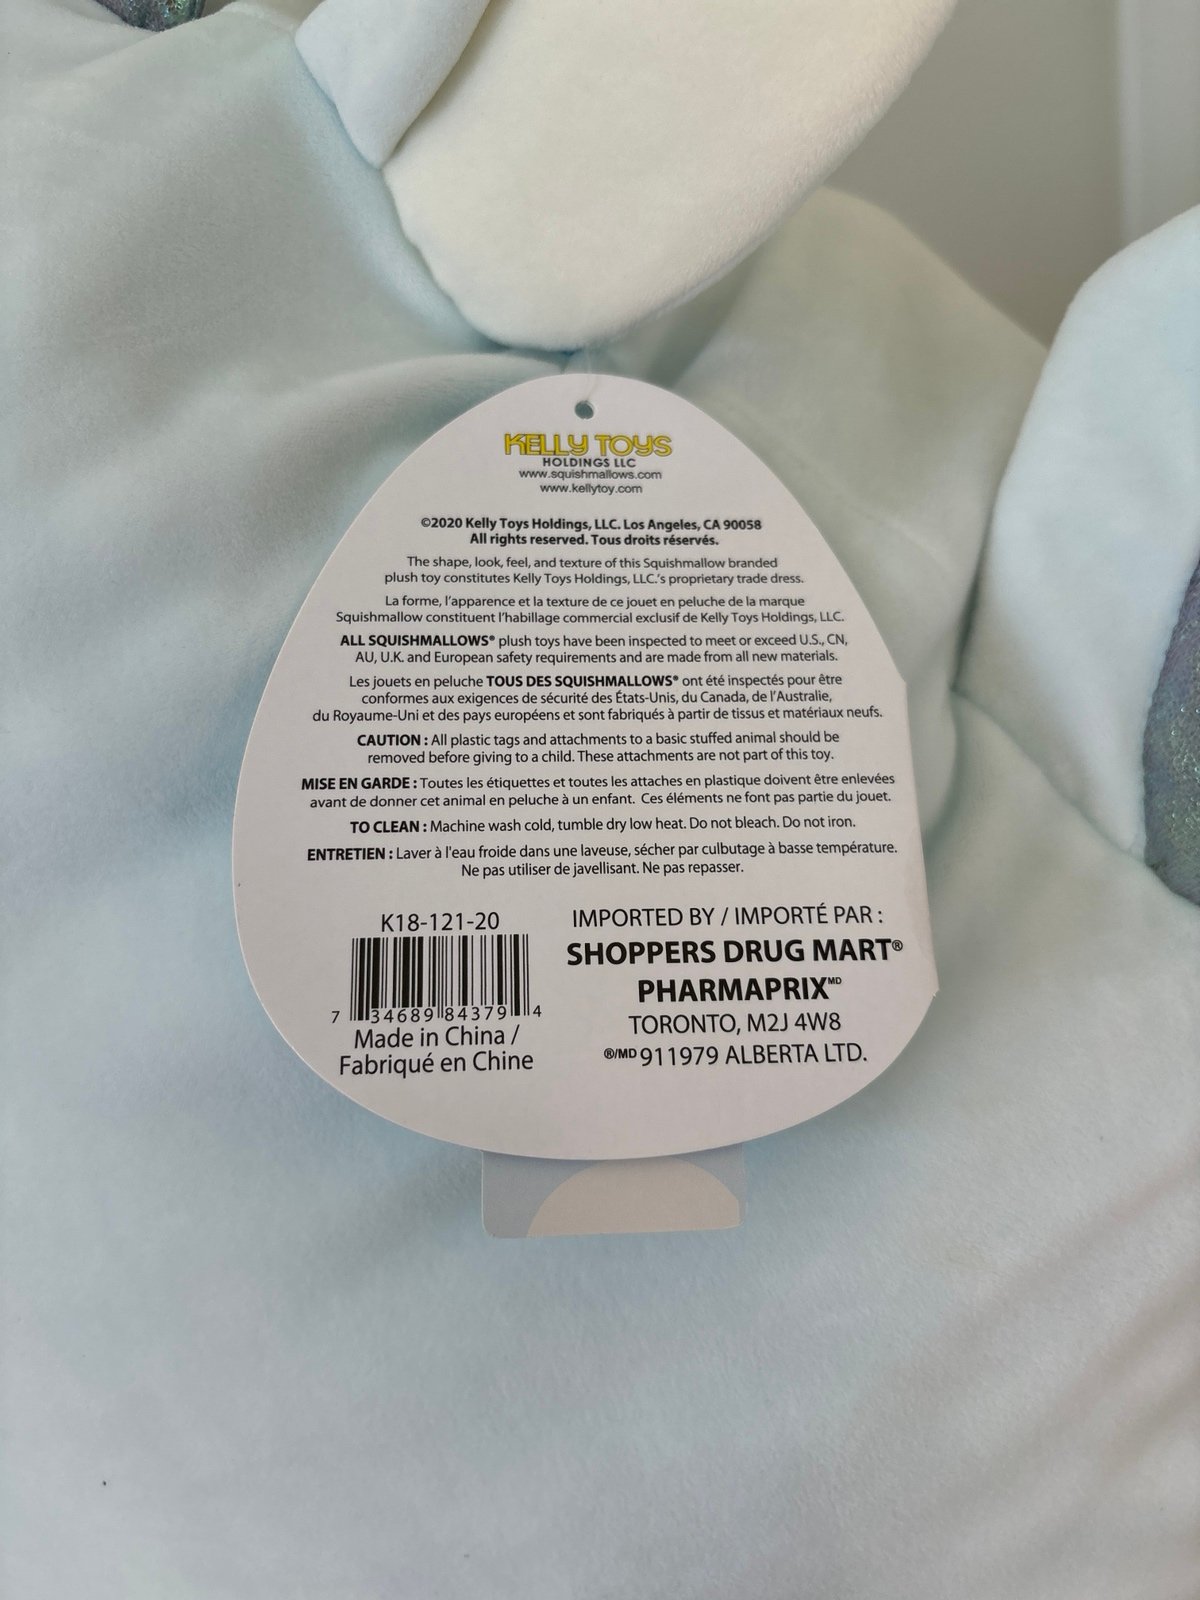 KELLY TOYS
HOLDINGS LLC
www.squishmallows.com
www.kellytoy.com
©2020 Kelly Toys Holdings, LLC. Los Angeles, CA 90058
All rights reserved. Tous droits réservés.
The shape, look, feel, and texture of this Squishmallow branded
plush toy constitutes Kelly Toys Holdings, LLC.'s proprietary trade dress.
La forme, l'apparence et la texture de ce jouet en peluche de la marque
Squishmallow constituent l'habillage commercial exclusif de Kelly Toys Holdings, LLC.
ALL SQUISHMALLOWS® plush toys have been inspected to meet or exceed U.S., CN,
AU, U.K. and European safety requirements and are made from all new materials.
Les jouets en peluche TOUS DES SQUISHMALLOWS® ont été inspectés pour être
conformes aux exigences de sécurité des États-Unis, du Canada, de l'Australie,
du Royaume-Uni et des pays européens et sont fabriqués à partir de tissus et matériaux neufs.
CAUTION : All plastic tags and attachments to a basic stuffed animal should be
removed before giving to a child. These attachments are not part of this toy.
MISE EN GARDE : Toutes les étiquettes et toutes les attaches en plastique doivent être enlevées
avant de donner cet animal en peluche à un enfant. Ces éléments ne font pas partie du jouet.
TO CLEAN : Machine wash cold, tumble dry low heat. Do not bleach. Do not iron.
ENTRETIEN : Laver à l'eau froide dans une laveuse, sécher par culbutage à basse température.
Ne pas utiliser de javellisant. Ne pas repasser.
K18-121-20
7 34689 84379 4
Made in China /
Fabriqué en Chine
IMPORTED BY / IMPORTÉ PAR :
SHOPPERS DRUG MART®
PHARMAPRIX MD
TORONTO, M2J 4W8
®/MD 911979 ALBERTA LTD.